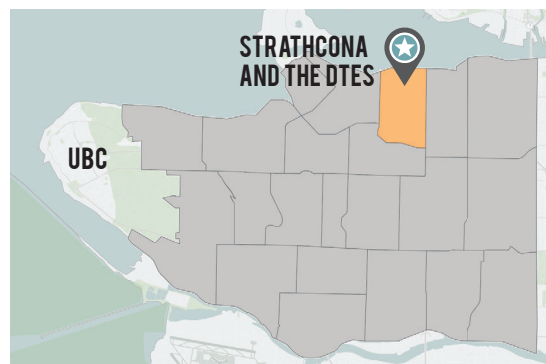 STRATHCONA
AND THE DTES
UBC